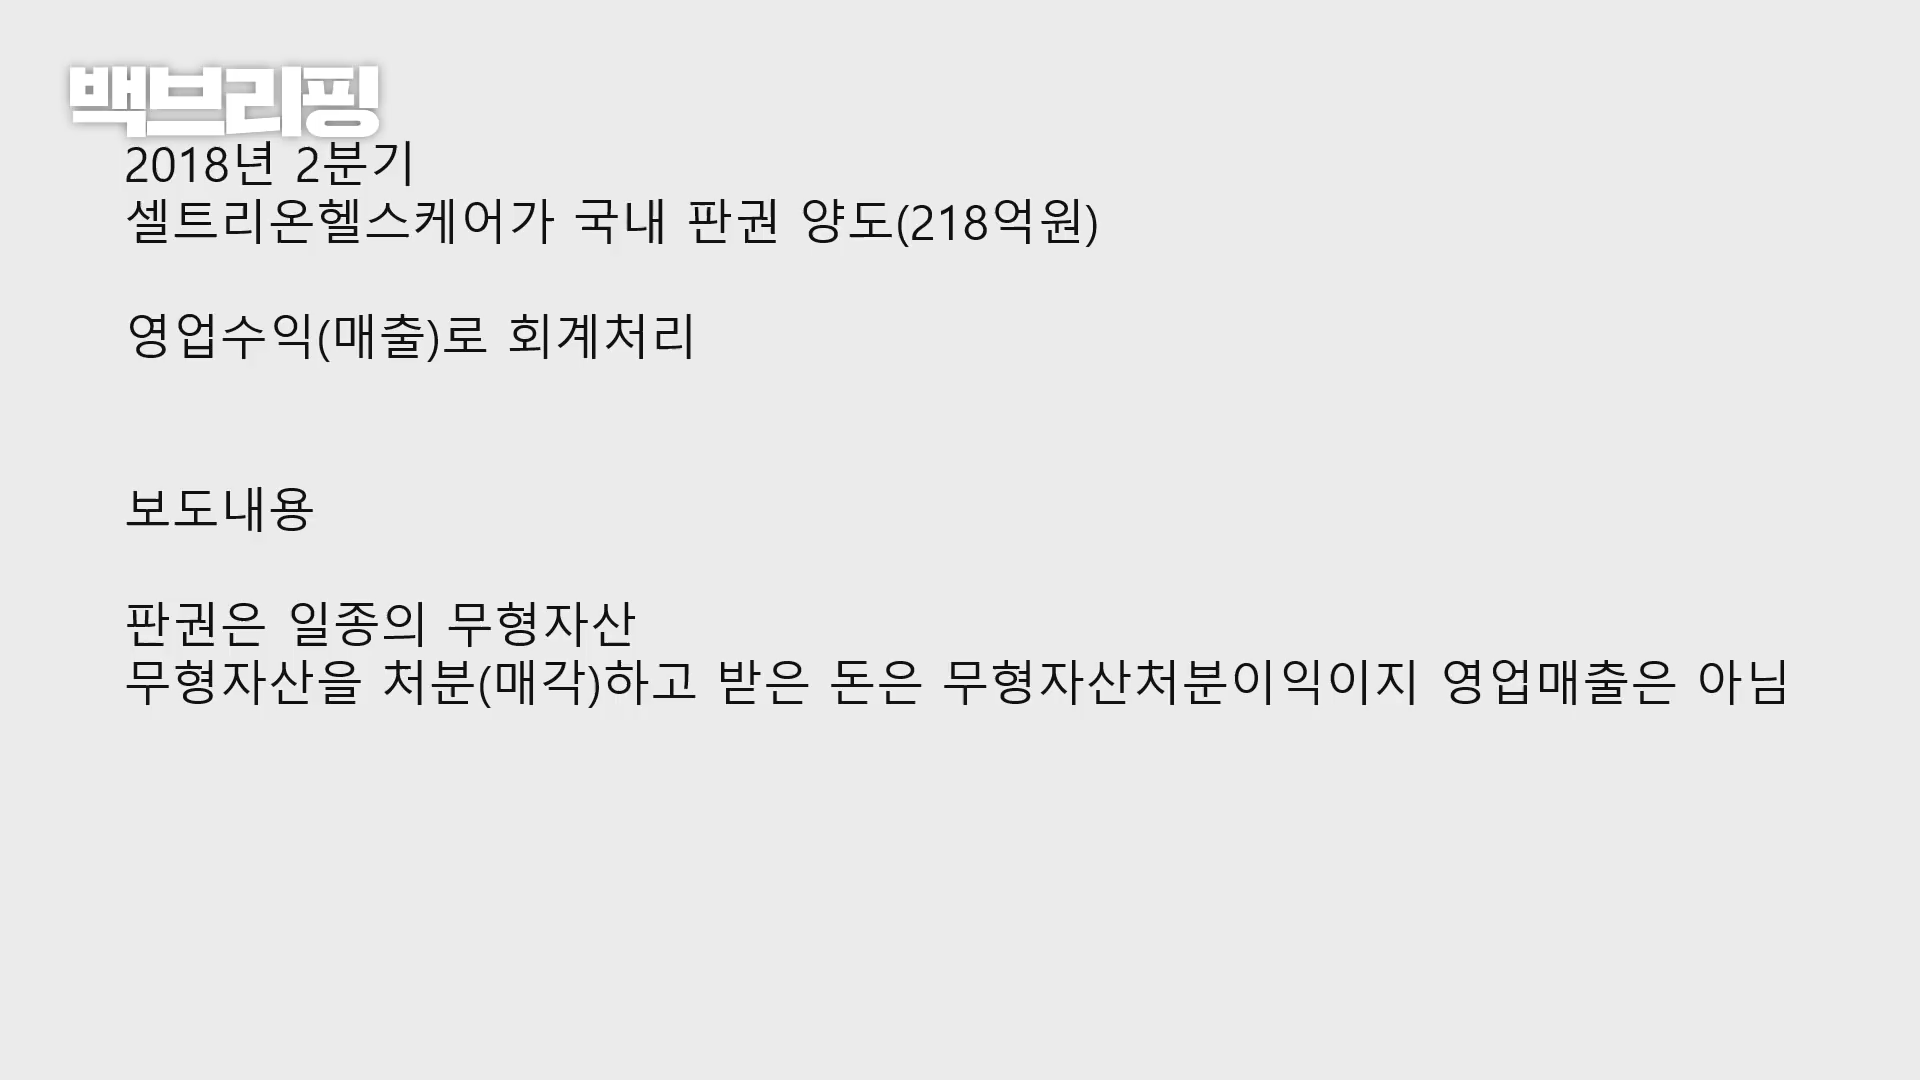 백브리핑
2018년 2분기
셀트리온헬스케어가 국내 판권 양도(218억원)
영업수익(매출)로 회계처리
보도내용
판권은 일종의 무형자산
무형자산을 처분(매각)하고 받은 돈은 무형자산처분이익이지 영업매출은 아님